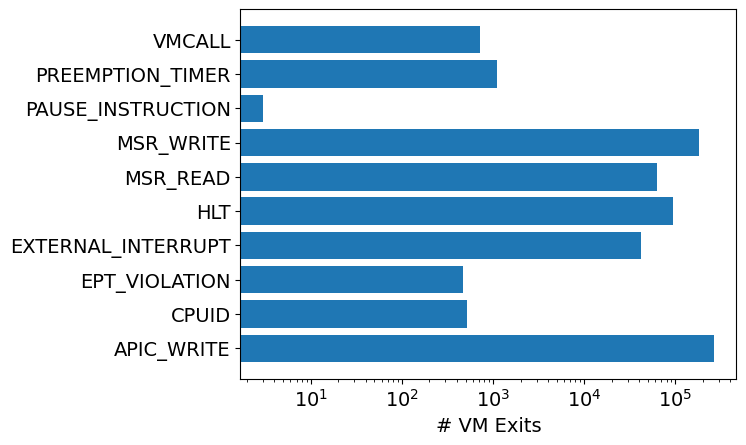 VMCALL
PREEMPTION_TIMER
PAUSE_INSTRUCTION
MSR_WRITE
MSR_READ
HLT
EXTERNAL_INTERRUPT
EPT_VIOLATION
CPUID
APIC_WRITE
10¹ 10² 10³ 10⁴ 10⁵
# VM Exits